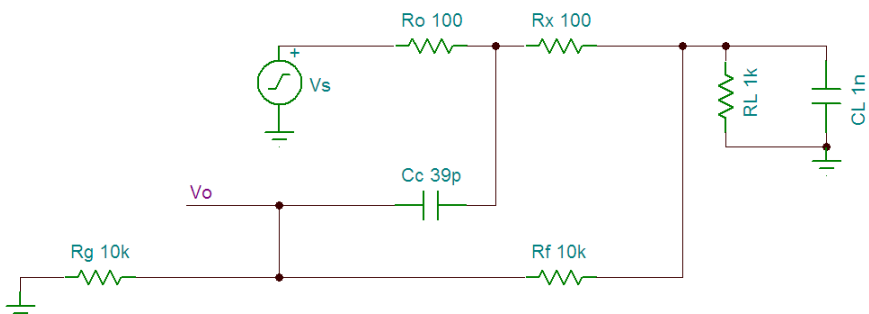 Ro 100
Rx 100
+
Vs
RL 1k
CL 1n
Cc 39p
Vo
Rg 10k
Rf 10k